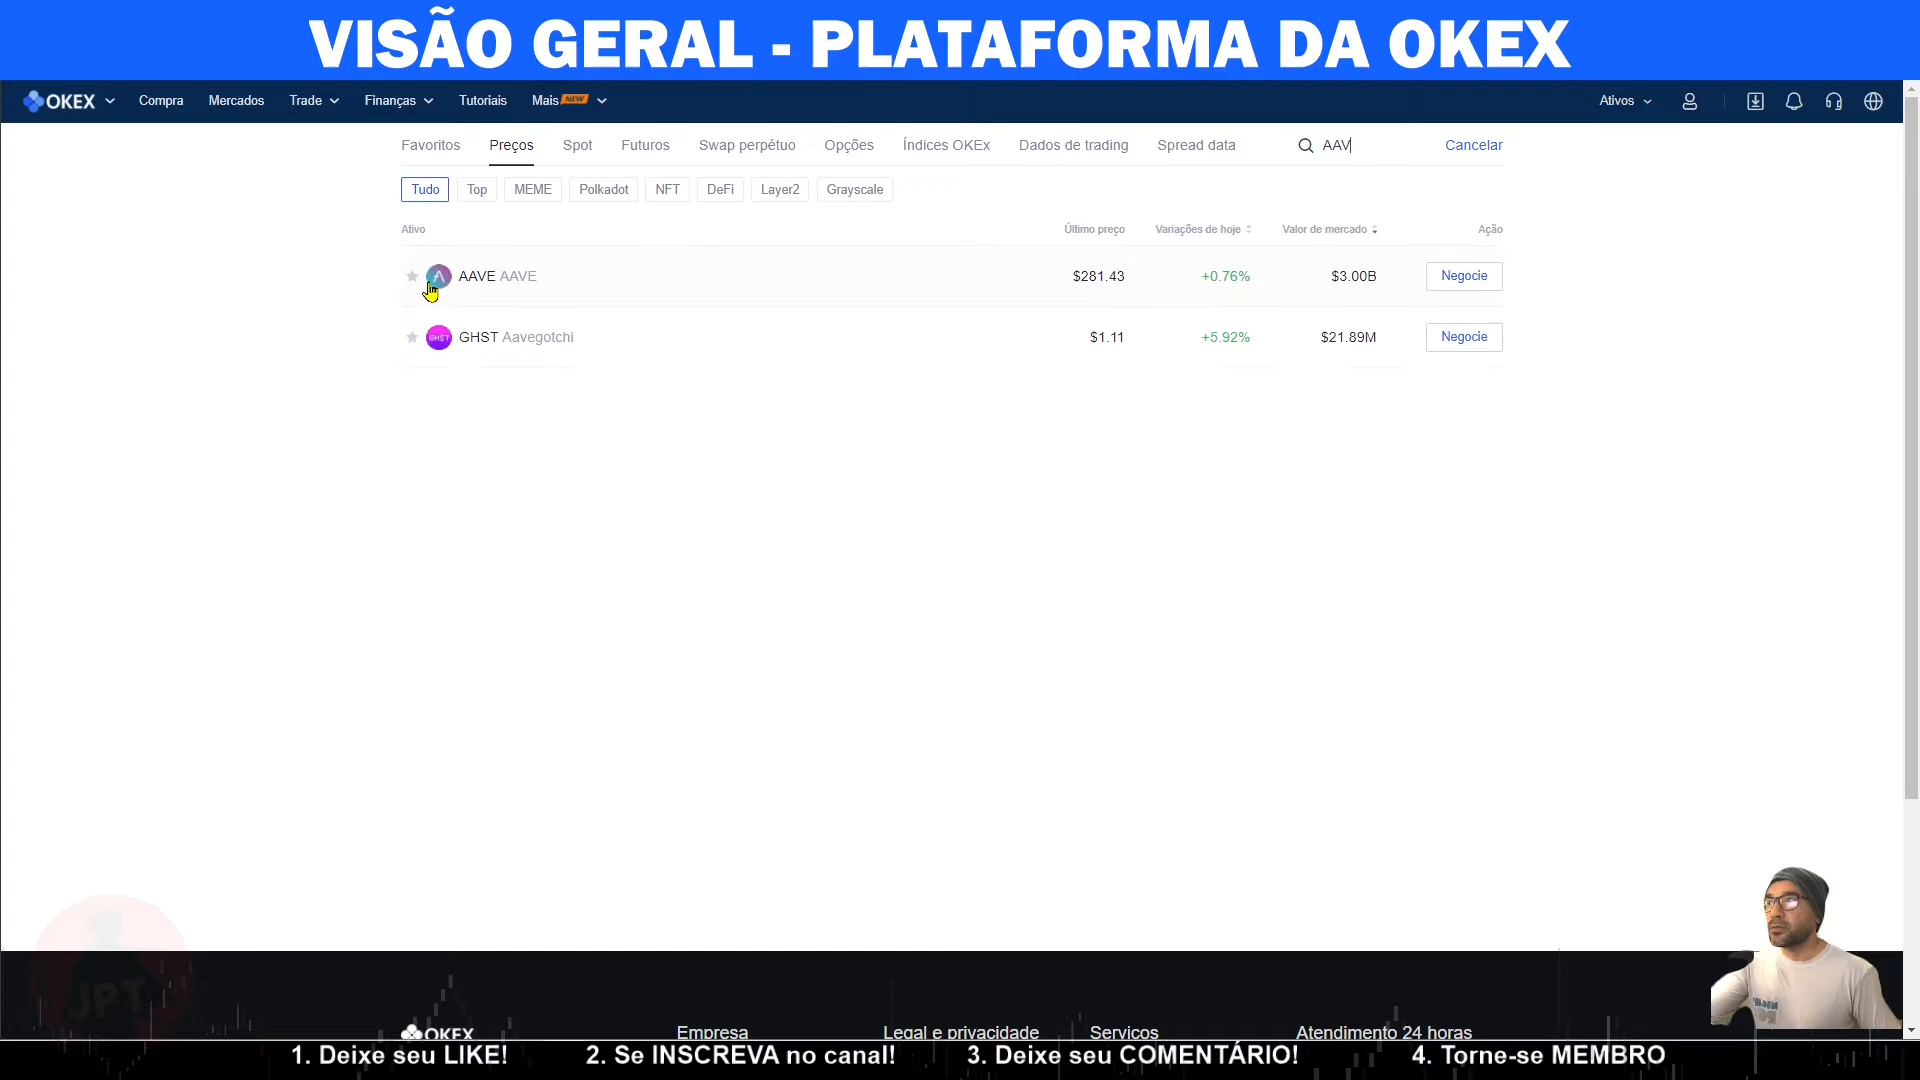 VISÃO GERAL - PLATAFORMA DA OKEX
OKEX Compra Mercados Trade Finanças Tutoriais Mais NEW Ativos
Favoritos Preços Spot Futuros Swap perpétuo Opções Índices OKEx Dados de trading Spread data AAV Cancelar
Tudo Top MEME Polkadot NFT DeFi Layer2 Grayscale
Ativo Último preço Variações de hoje Valor de mercado Ação
AAVE AAVE $281.43 +0.76% $3.00B Negocie
GHST GHST Aavegotchi $1.11 +5.92% $21.89M Negocie
JPT
OKEX Empresa Legal e privacidade Serviços Atendimento 24 horas
1. Deixe seu LIKE! 2. Se INSCREVA no canal! 3. Deixe seu COMENTÁRIO! 4. Torne-se MEMBRO